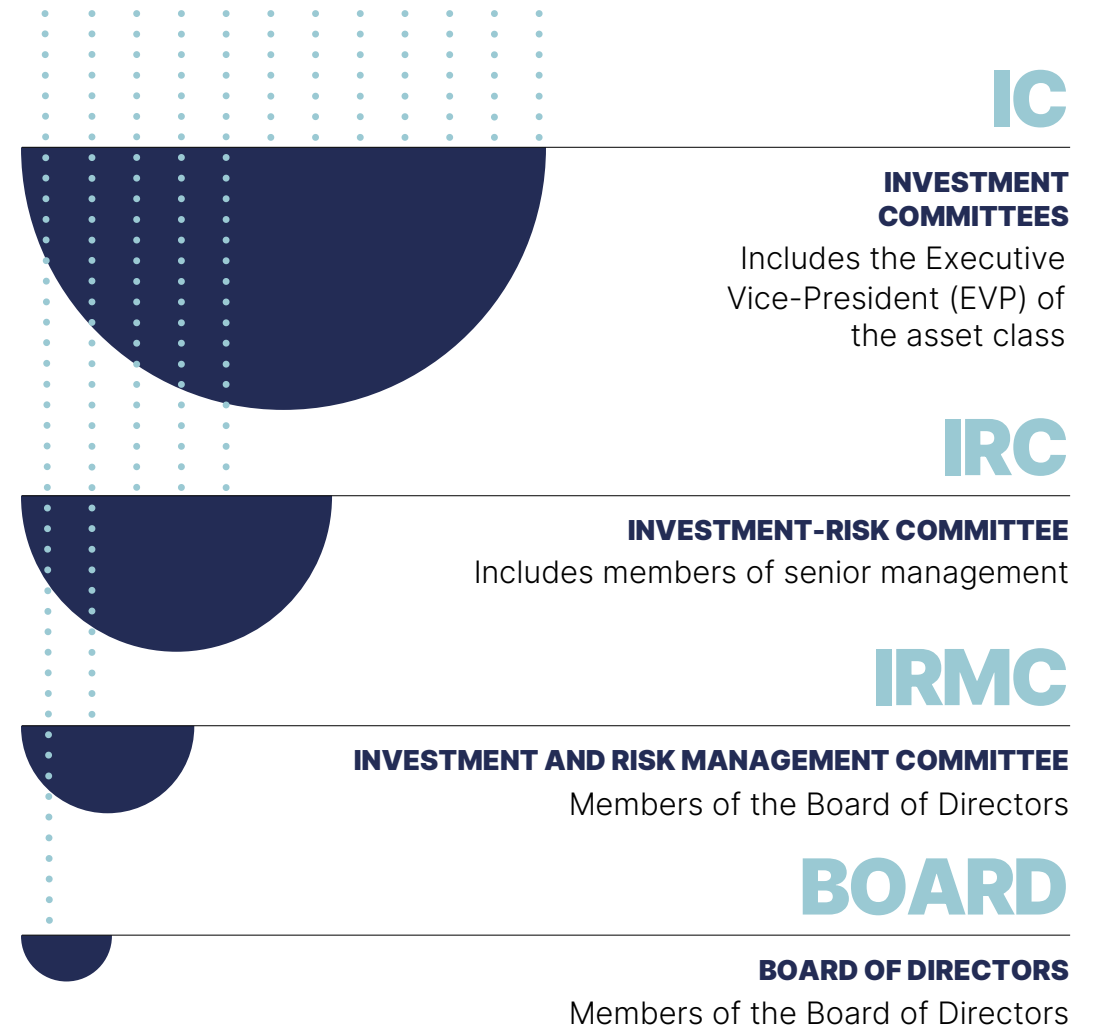 IC
INVESTMENT
COMMITTEES
Includes the Executive
Vice-President (EVP) of
the asset class
IRC
INVESTMENT-RISK COMMITTEE
Includes members of senior management
IRMC
INVESTMENT AND RISK MANAGEMENT COMMITTEE
Members of the Board of Directors
BOARD
BOARD OF DIRECTORS
Members of the Board of Directors